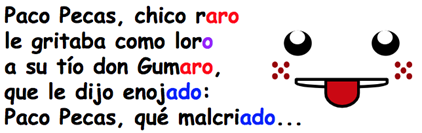 Paco Pecas, chico raro
le gritaba como loro
a su tío don Gumaro,
que le dijo enojado:
Paco Pecas, qué malcriado...